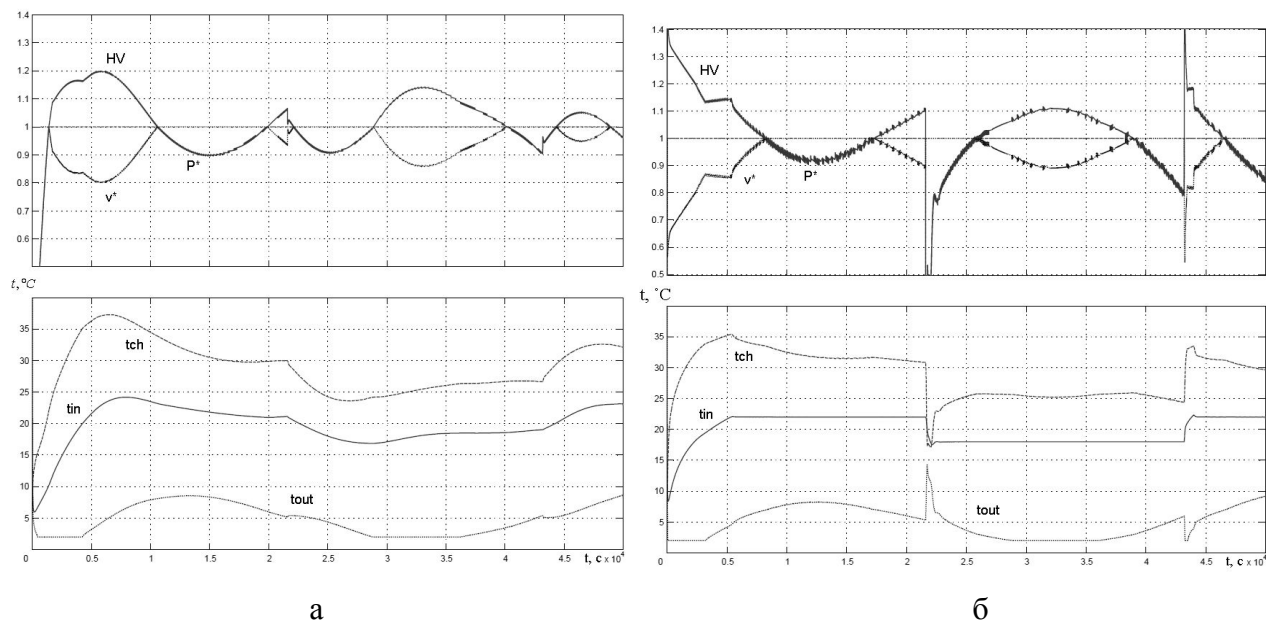 1.4
1.3
1.2
1.1
1
0.9
0.8
0.7
0.6
HV
P*
v*
t, °C
35
30
25
20
15
10
5
tch
tin
tout
0 0.5 1 1.5 2 2.5 3 3.5 4 4.5 t, c x 10⁴ 5.0
а
1.4
1.3
1.2
1.1
1
0.9
0.8
0.7
0.6
0.5
HV
v*
P*
t, ˚C
35
30
25
20
15
10
5
tch
tin
tout
0 0.5 1 1.5 2 2.5 3 3.5 4 4.5 t, c x 10⁴ 5.0
б